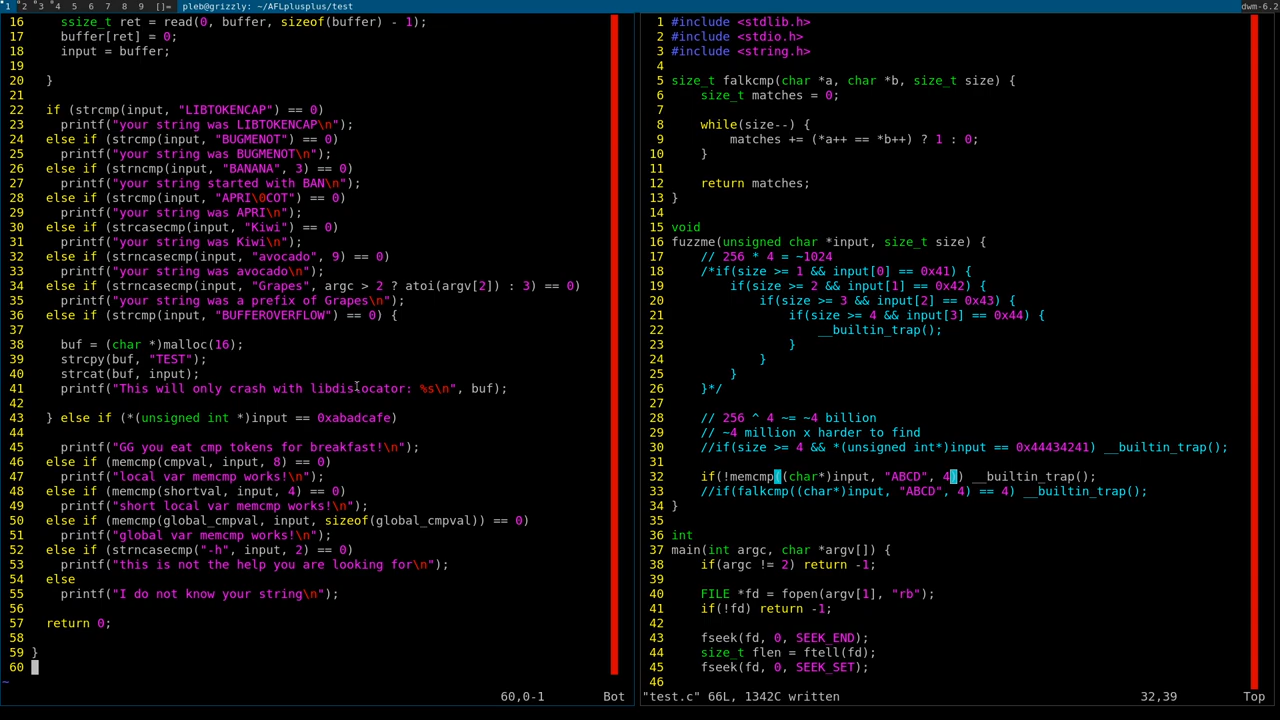 1 2 3 4 5 6 7 8 9 []= pleb@grizzly: ~/AFLplusplus/test dwm-6.2
16 ssize_t ret = read(0, buffer, sizeof(buffer) - 1);
17 buffer[ret] = 0;
18 input = buffer;
19
20 }
21
22 if (strcmp(input, "LIBTOKENCAP") == 0)
23 printf("your string was LIBTOKENCAP\n");
24 else if (strcmp(input, "BUGMENOT") == 0)
25 printf("your string was BUGMENOT\n");
26 else if (strncmp(input, "BANANA", 3) == 0)
27 printf("your string started with BAN\n");
28 else if (strcmp(input, "APRI\0COT") == 0)
29 printf("your string was APRI\n");
30 else if (strcasecmp(input, "Kiwi") == 0)
31 printf("your string was Kiwi\n");
32 else if (strncasecmp(input, "avocado", 9) == 0)
33 printf("your string was avocado\n");
34 else if (strncasecmp(input, "Grapes", argc > 2 ? atoi(argv[2]) : 3) == 0)
35 printf("your string was a prefix of Grapes\n");
36 else if (strcmp(input, "BUFFEROVERFLOW") == 0) {
37
38 buf = (char *)malloc(16);
39 strcpy(buf, "TEST");
40 strcat(buf, input);
41 printf("This will only crash with libdislocator: %s\n", buf);
42
43 } else if (*(unsigned int *)input == 0xabadcafe)
44
45 printf("GG you eat cmp tokens for breakfast!\n");
46 else if (memcmp(cmpval, input, 8) == 0)
47 printf("local var memcmp works!\n");
48 else if (memcmp(shortval, input, 4) == 0)
49 printf("short local var memcmp works!\n");
50 else if (memcmp(global_cmpval, input, sizeof(global_cmpval)) == 0)
51 printf("global var memcmp works!\n");
52 else if (strncasecmp("-h", input, 2) == 0)
53 printf("this is not the help you are looking for\n");
54 else
55 printf("I do not know your string\n");
56
57 return 0;
58
59 }
60
~
60,0-1 Bot
1 #include <stdlib.h>
2 #include <stdio.h>
3 #include <string.h>
4
5 size_t falkcmp(char *a, char *b, size_t size) {
6 size_t matches = 0;
7
8 while(size--) {
9 matches += (*a++ == *b++) ? 1 : 0;
10 }
11
12 return matches;
13 }
14
15 void
16 fuzzme(unsigned char *input, size_t size) {
17 // 256 * 4 = ~1024
18 /*if(size >= 1 && input[0] == 0x41) {
19 if(size >= 2 && input[1] == 0x42) {
20 if(size >= 3 && input[2] == 0x43) {
21 if(size >= 4 && input[3] == 0x44) {
22 __builtin_trap();
23 }
24 }
25 }
26 }*/
27
28 // 256 ^ 4 ~= ~4 billion
29 // ~4 million x harder to find
30 //if(size >= 4 && *(unsigned int*)input == 0x44434241) __builtin_trap();
31
32 if(!memcmp((char*)input, "ABCD", 4)) __builtin_trap();
33 //if(falkcmp((char*)input, "ABCD", 4) == 4) __builtin_trap();
34 }
35
36 int
37 main(int argc, char *argv[]) {
38 if(argc != 2) return -1;
39
40 FILE *fd = fopen(argv[1], "rb");
41 if(!fd) return -1;
42
43 fseek(fd, 0, SEEK_END);
44 size_t flen = ftell(fd);
45 fseek(fd, 0, SEEK_SET);
46
"test.c" 66L, 1342C written 32,39 Top